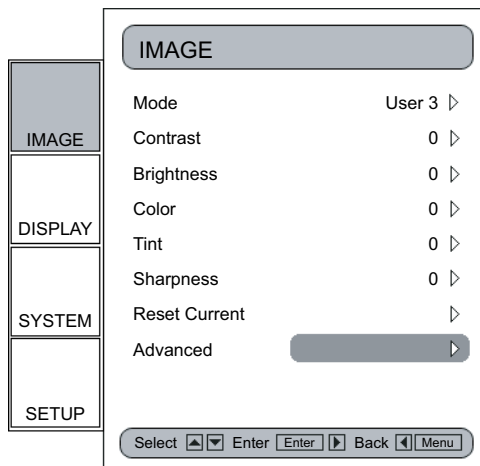 IMAGE
IMAGE
DISPLAY
SYSTEM
SETUP
Mode User 3
Contrast 0
Brightness 0
Color 0
Tint 0
Sharpness 0
Reset Current
Advanced
Select Enter Enter Back Menu